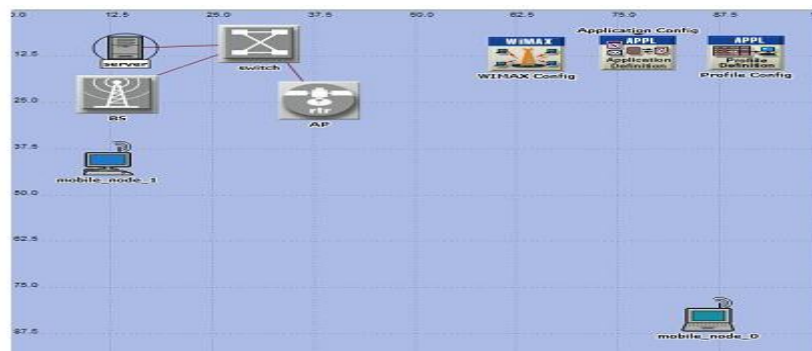 0.0 12.5 25.0 37.5 50.0 62.5 75.0 87.5
12.5
25.0
37.5
50.0
62.5
75.0
87.5
server
switch
BS
rtr
AP
mobile_node_1
WiMAX
WIMAX Config
Application Config
APPL
Application
Definition
APPL
Profile
Definition
Profile Config
mobile_node_0